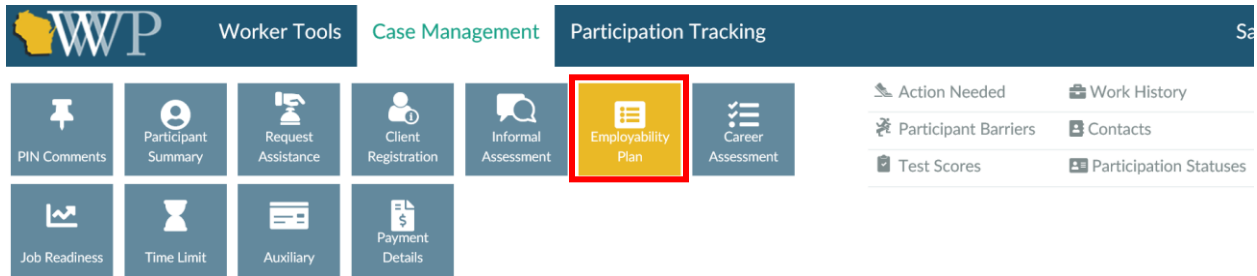 WWP Worker Tools Case Management Participation Tracking Sa
PIN Comments
Participant
Summary
Request
Assistance
Client
Registration
Informal
Assessment
Employability
Plan
Career
Assessment
Action Needed Work History
Participant Barriers Contacts
Test Scores Participation Statuses
Job Readiness
Time Limit
Auxiliary
Payment
Details